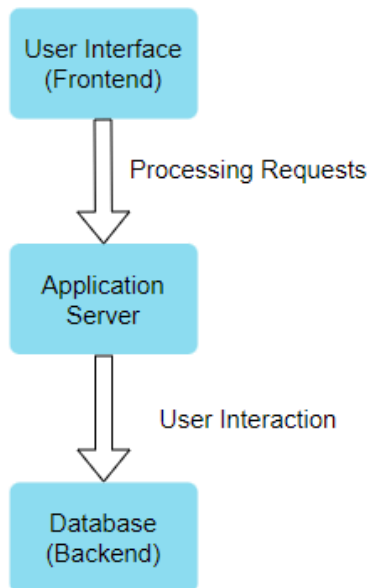 User Interface
(Frontend)
Processing Requests
Application
Server
User Interaction
Database
(Backend)